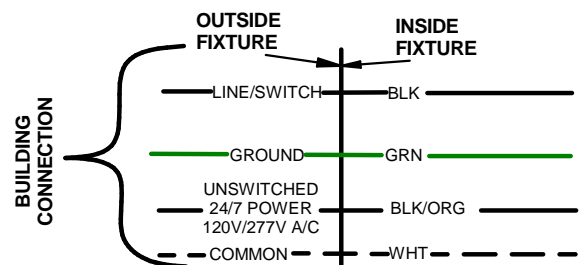 OUTSIDE
FIXTURE
INSIDE
FIXTURE
BUILDING
CONNECTION
LINE/SWITCH
BLK
GROUND
GRN
UNSWITCHED
24/7 POWER
120V/277V A/C
BLK/ORG
COMMON
WHT